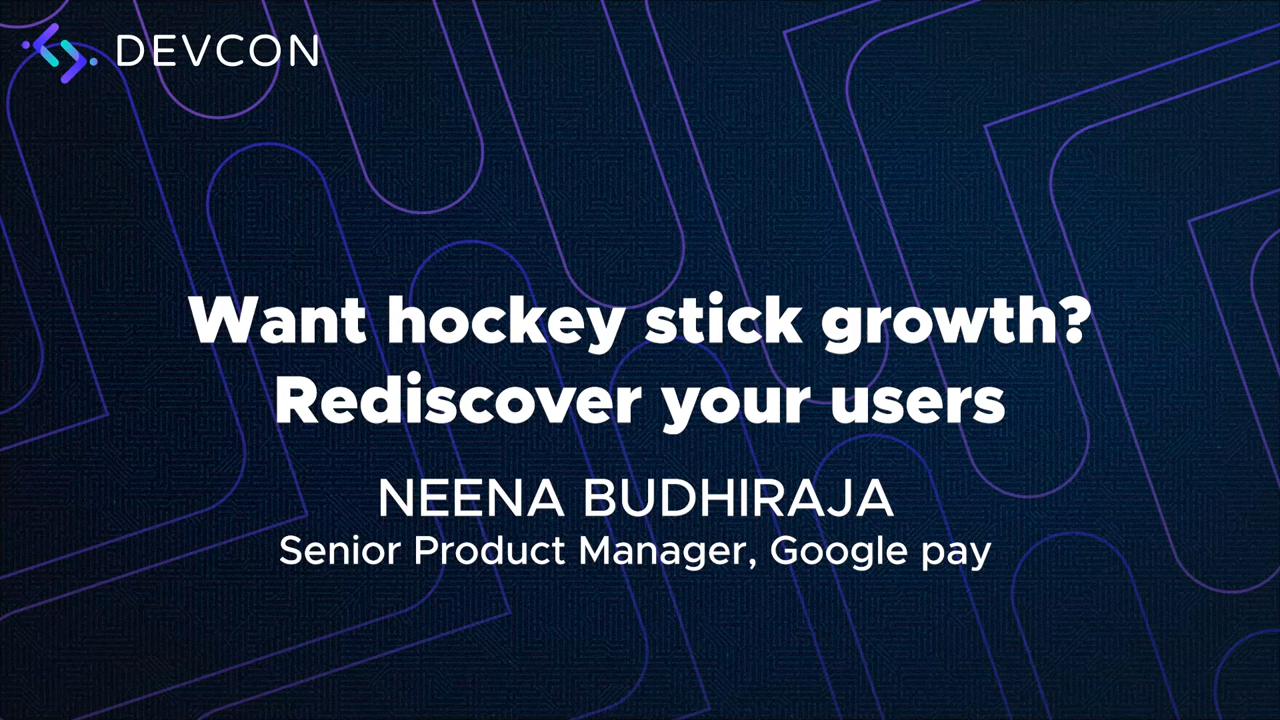 DEVCON
Want hockey stick growth?
Rediscover your users
NEENA BUDHIRAJA
Senior Product Manager, Google pay